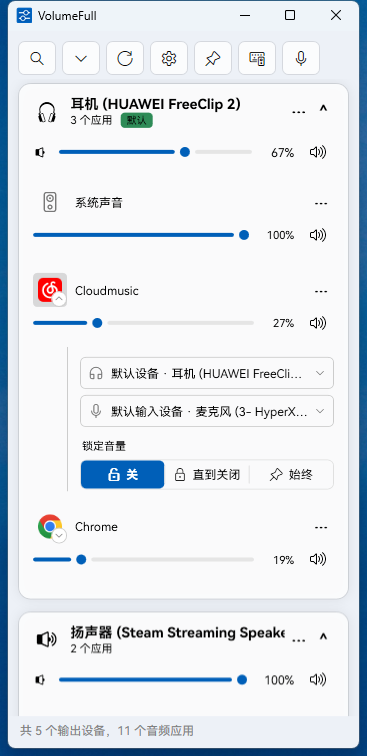 VolumeFull
耳机 (HUAWEI FreeClip 2)
3 个应用 默认
67%
系统声音
100%
Cloudmusic
27%
默认设备 · 耳机 (HUAWEI FreeCli...
默认输入设备 · 麦克风 (3- HyperX...
锁定音量
关 直到关闭 始终
Chrome
19%
扬声器 (Steam Streaming Speake
2 个应用
100%
共 5 个输出设备，11 个音频应用